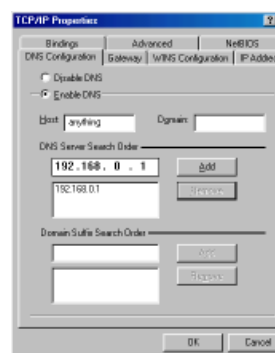 TCP/IP Properties
Bindings Advanced NetBIOS
DNS Configuration Gateway WINS Configuration IP Addres
Disable DNS
Enable DNS
Host: anything Domain:
DNS Server Search Order
192.168. 0 . 1 Add
192.168.0.1 Remove
Domain Suffix Search Order
Add
Remove
OK Cancel